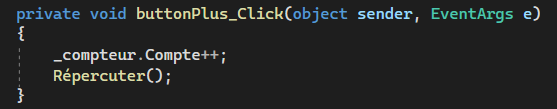 private void buttonPlus_Click(object sender, EventArgs e)
{
    _compteur.Compte++;
    Répercuter();
}